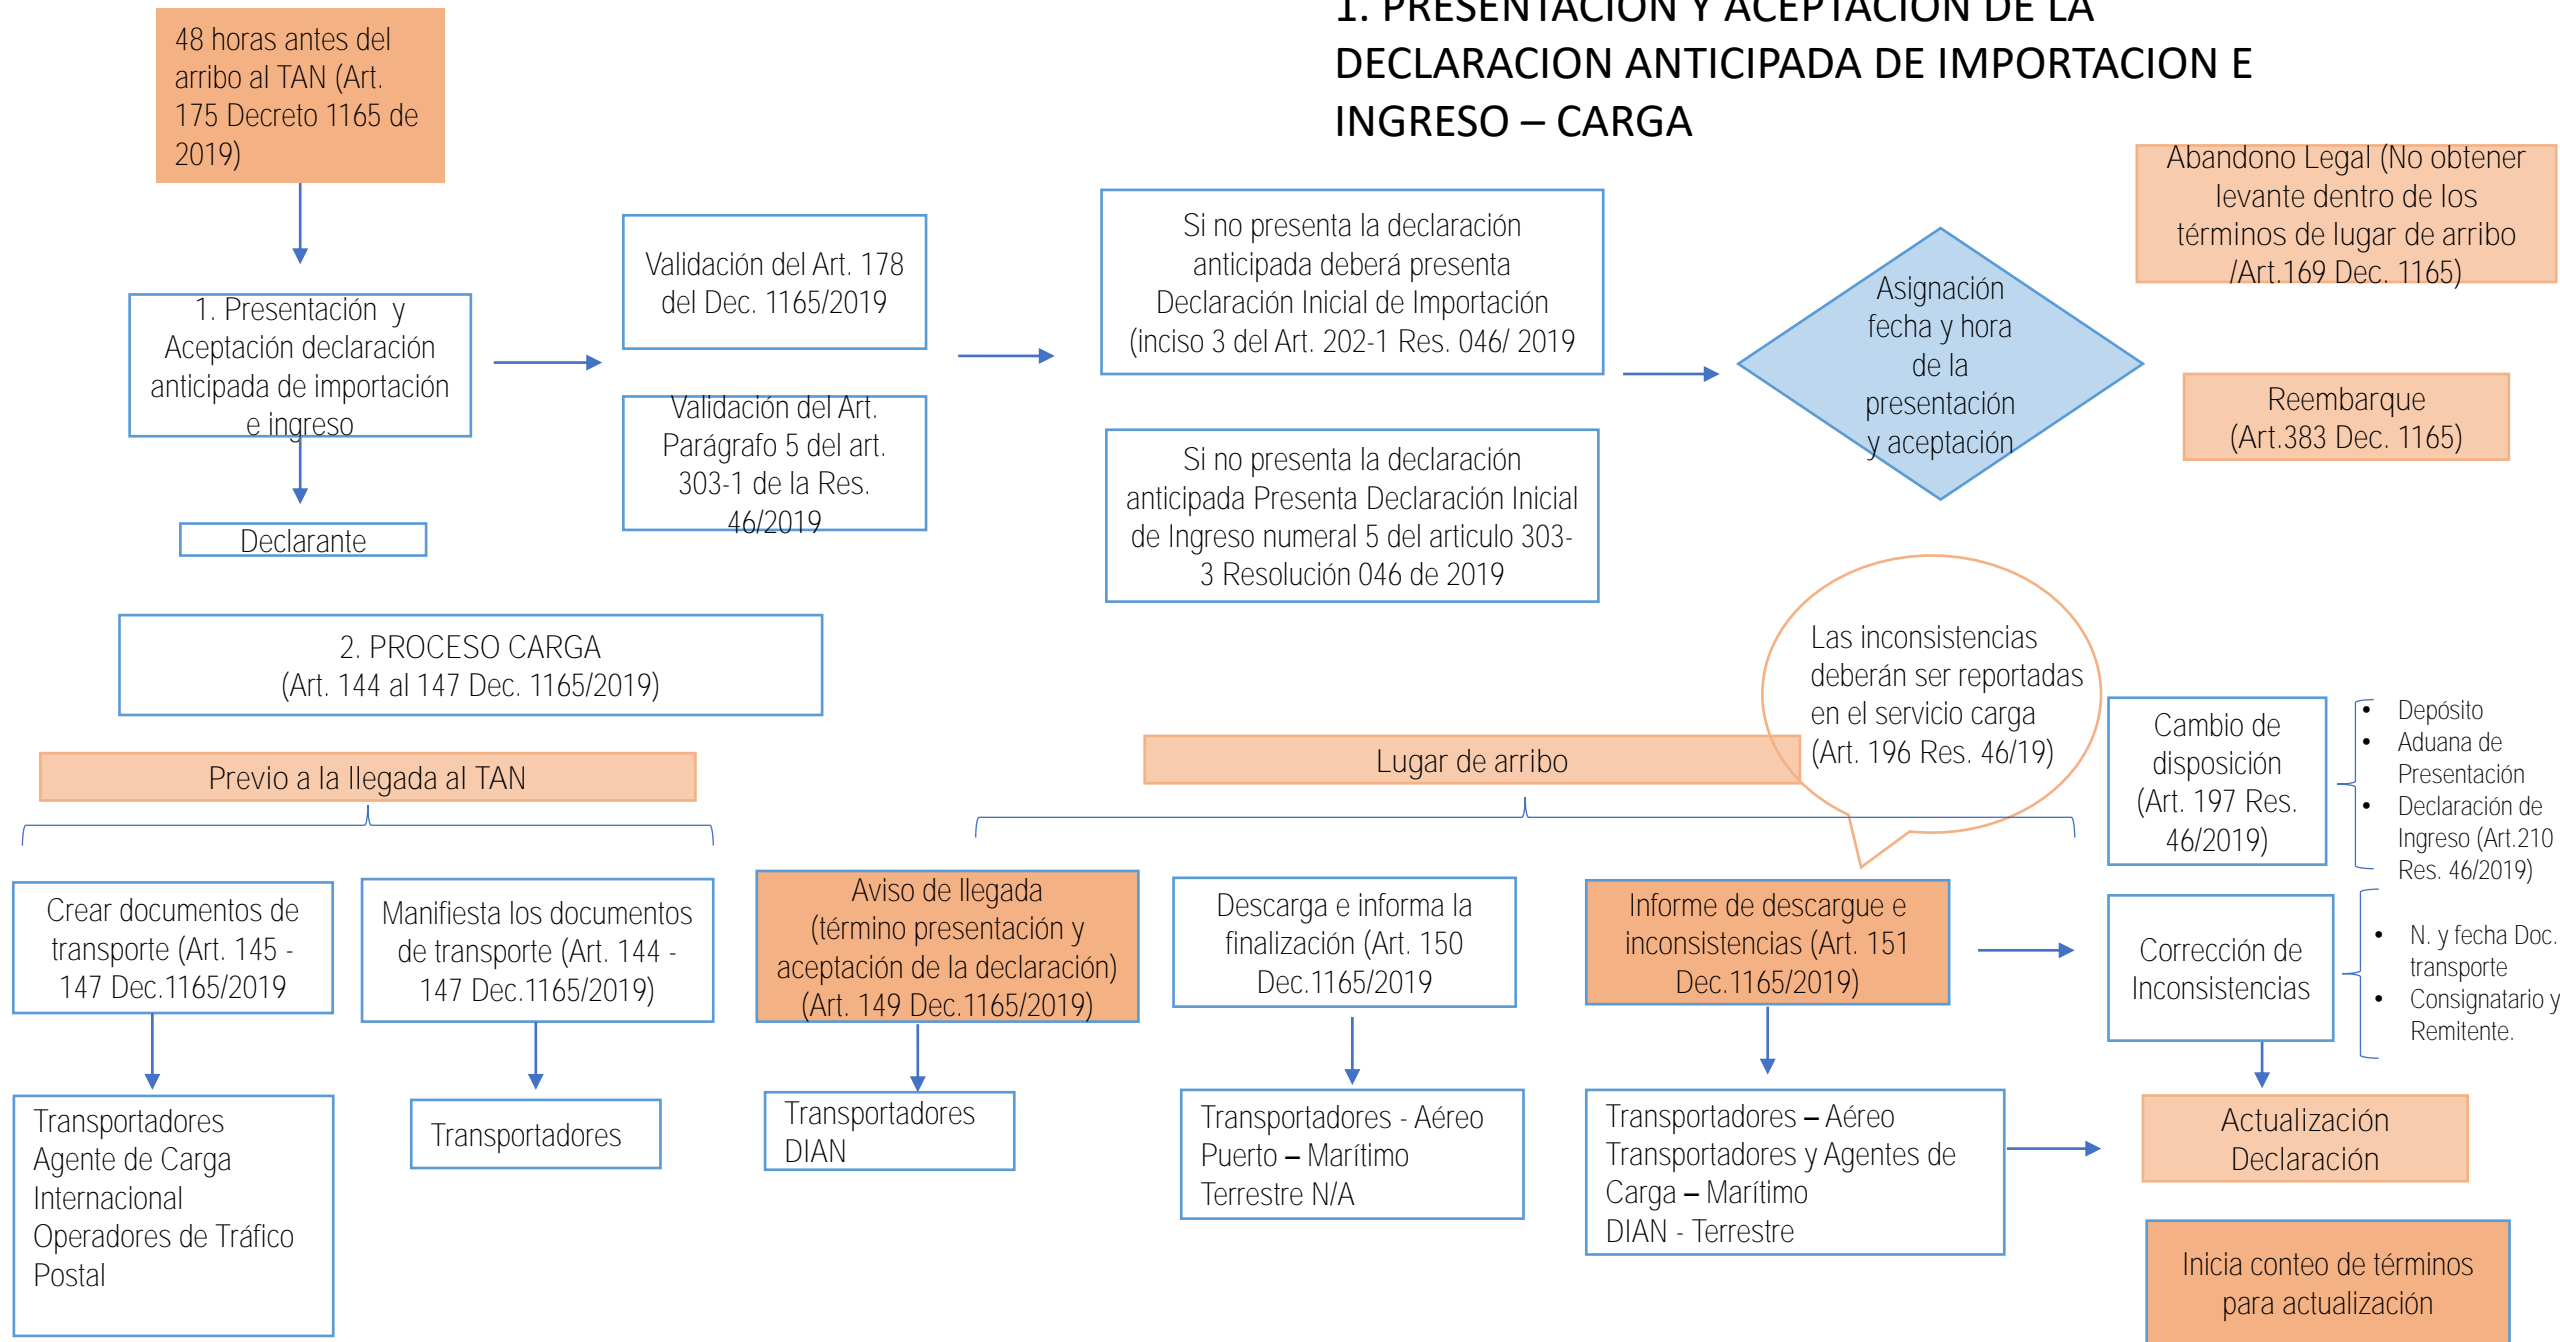 1. PRESENTACION Y ACEPTACION DE LA
DECLARACION ANTICIPADA DE IMPORTACION E
INGRESO – CARGA
48 horas antes del
arribo al TAN (Art.
175 Decreto 1165 de
2019)
1. Presentación y
Aceptación declaración
anticipada de importación
e ingreso
Declarante
Validación del Art. 178
del Dec. 1165/2019
Validación del Art.
Parágrafo 5 del art.
303-1 de la Res.
46/2019
Si no presenta la declaración
anticipada deberá presenta
Declaración Inicial de Importación
(inciso 3 del Art. 202-1 Res. 046/ 2019
Si no presenta la declaración
anticipada Presenta Declaración Inicial
de Ingreso numeral 5 del articulo 303-
3 Resolución 046 de 2019
Asignación
fecha y hora
de la
presentación
y aceptación
Abandono Legal (No obtener
levante dentro de los
términos de lugar de arribo
/Art.169 Dec. 1165)
Reembarque
(Art.383 Dec. 1165)
2. PROCESO CARGA
(Art. 144 al 147 Dec. 1165/2019)
Previo a la llegada al TAN
Lugar de arribo
Las inconsistencias
deberán ser reportadas
en el servicio carga
(Art. 196 Res. 46/19)
Cambio de
disposición
(Art. 197 Res.
46/2019)
• Depósito
• Aduana de
Presentación
• Declaración de
Ingreso (Art.210
Res. 46/2019)
Crear documentos de
transporte (Art. 145 -
147 Dec.1165/2019
Manifiesta los documentos
de transporte (Art. 144 -
147 Dec.1165/2019)
Aviso de llegada
(término presentación y
aceptación de la declaración)
(Art. 149 Dec.1165/2019)
Descarga e informa la
finalización (Art. 150
Dec.1165/2019
Informe de descargue e
inconsistencias (Art. 151
Dec.1165/2019)
Corrección de
Inconsistencias
• N. y fecha Doc.
transporte
• Consignatario y
Remitente.
Transportadores
Agente de Carga
Internacional
Operadores de Tráfico
Postal
Transportadores
Transportadores
DIAN
Transportadores - Aéreo
Puerto – Marítimo
Terrestre N/A
Transportadores – Aéreo
Transportadores y Agentes de
Carga – Marítimo
DIAN - Terrestre
Actualización
Declaración
Inicia conteo de términos
para actualización